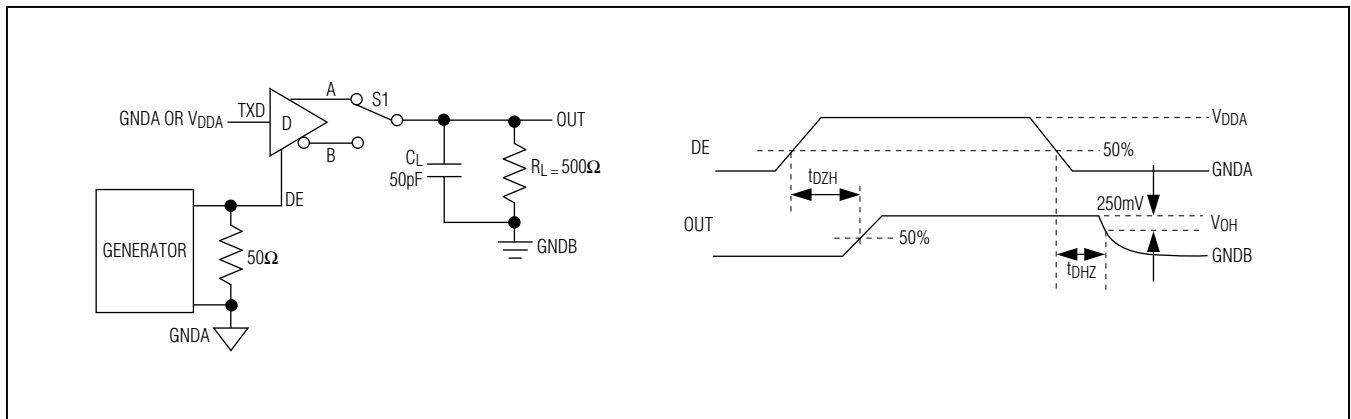 GNDA OR VDDA
TXD
D
A
B
S1
OUT
CL
50pF
RL = 500Ω
GNDB
DE
GENERATOR
50Ω
GNDA
DE
VDDA
50%
GNDA
tDZH
250mV
OUT
50%
VOH
GNDB
tDHZ